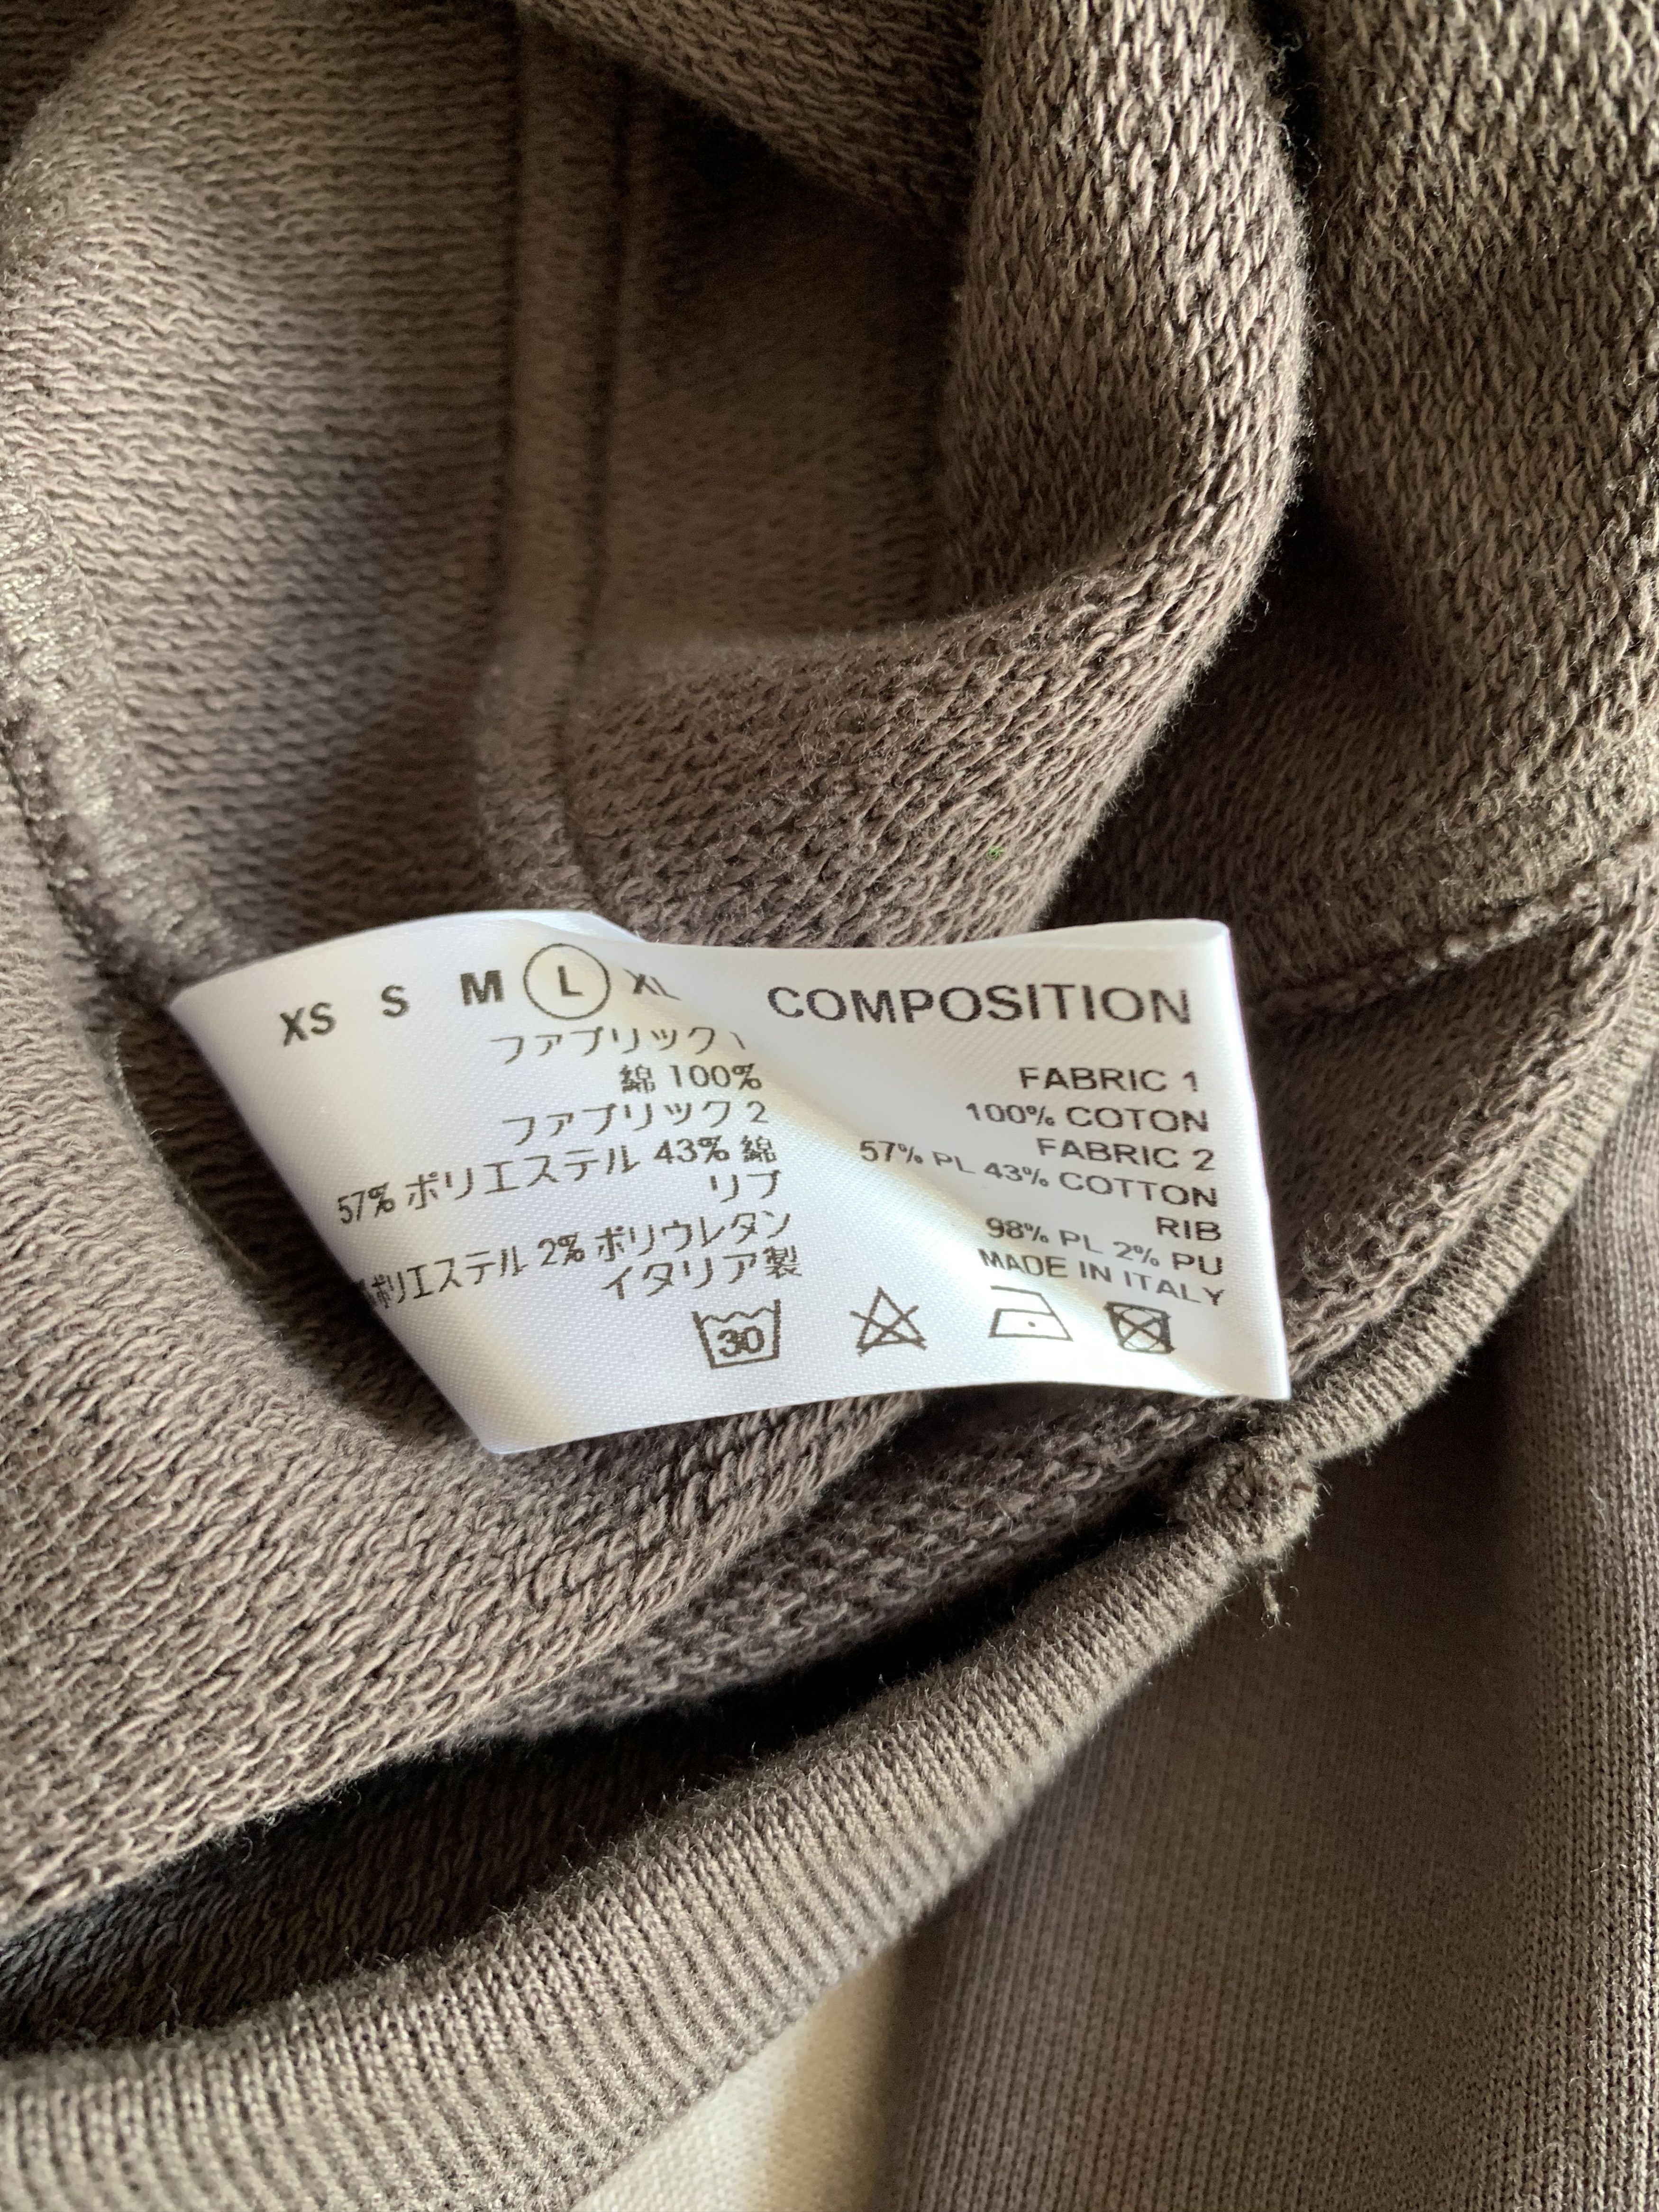 XS S M L XL
ファブリック 1
綿 100%
ファブリック 2
57% ポリエステル 43% 綿
リブ
ポリエステル 2% ポリウレタン
イタリア製
COMPOSITION
FABRIC 1
100% COTON
FABRIC 2
57% PL 43% COTTON
RIB
98% PL 2% PU
MADE IN ITALY
30